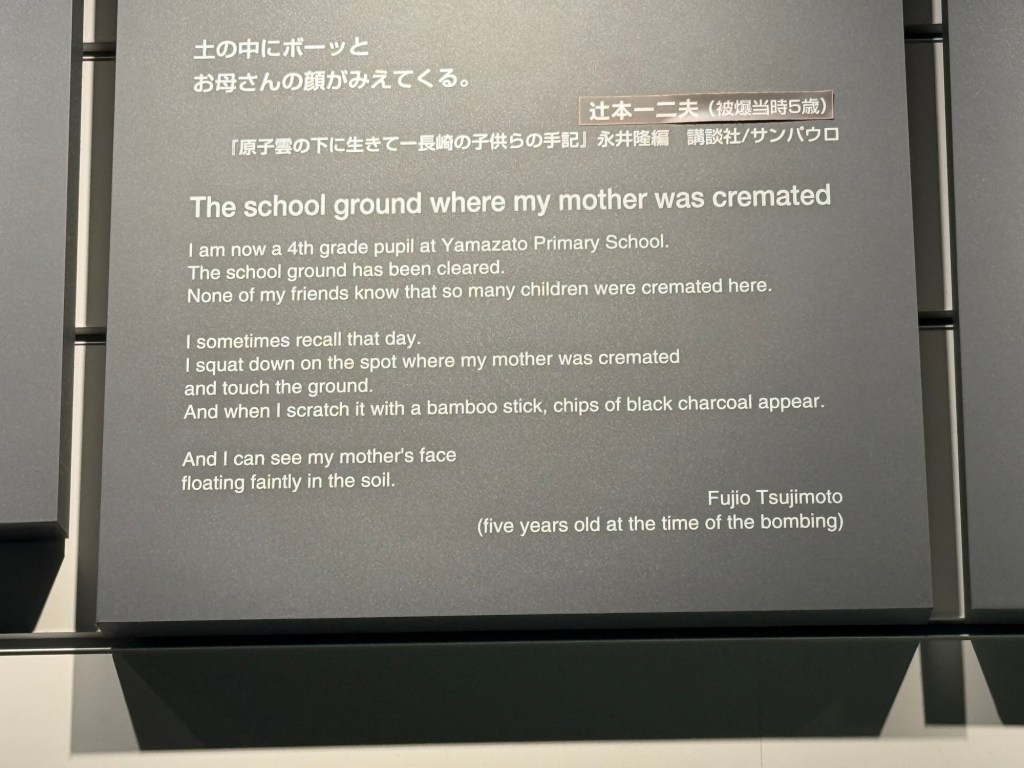 土の中にボーッと
お母さんの顔がみえてくる。
辻本一二夫（被爆当時5歳）
『原子雲の下に生きて―長崎の子供らの手記』永井隆編　講談社/サンパウロ
The school ground where my mother was cremated
I am now a 4th grade pupil at Yamazato Primary School.
The school ground has been cleared.
None of my friends know that so many children were cremated here.
I sometimes recall that day.
I squat down on the spot where my mother was cremated
and touch the ground.
And when I scratch it with a bamboo stick, chips of black charcoal appear.
And I can see my mother's face
floating faintly in the soil.
Fujio Tsujimoto
(five years old at the time of the bombing)